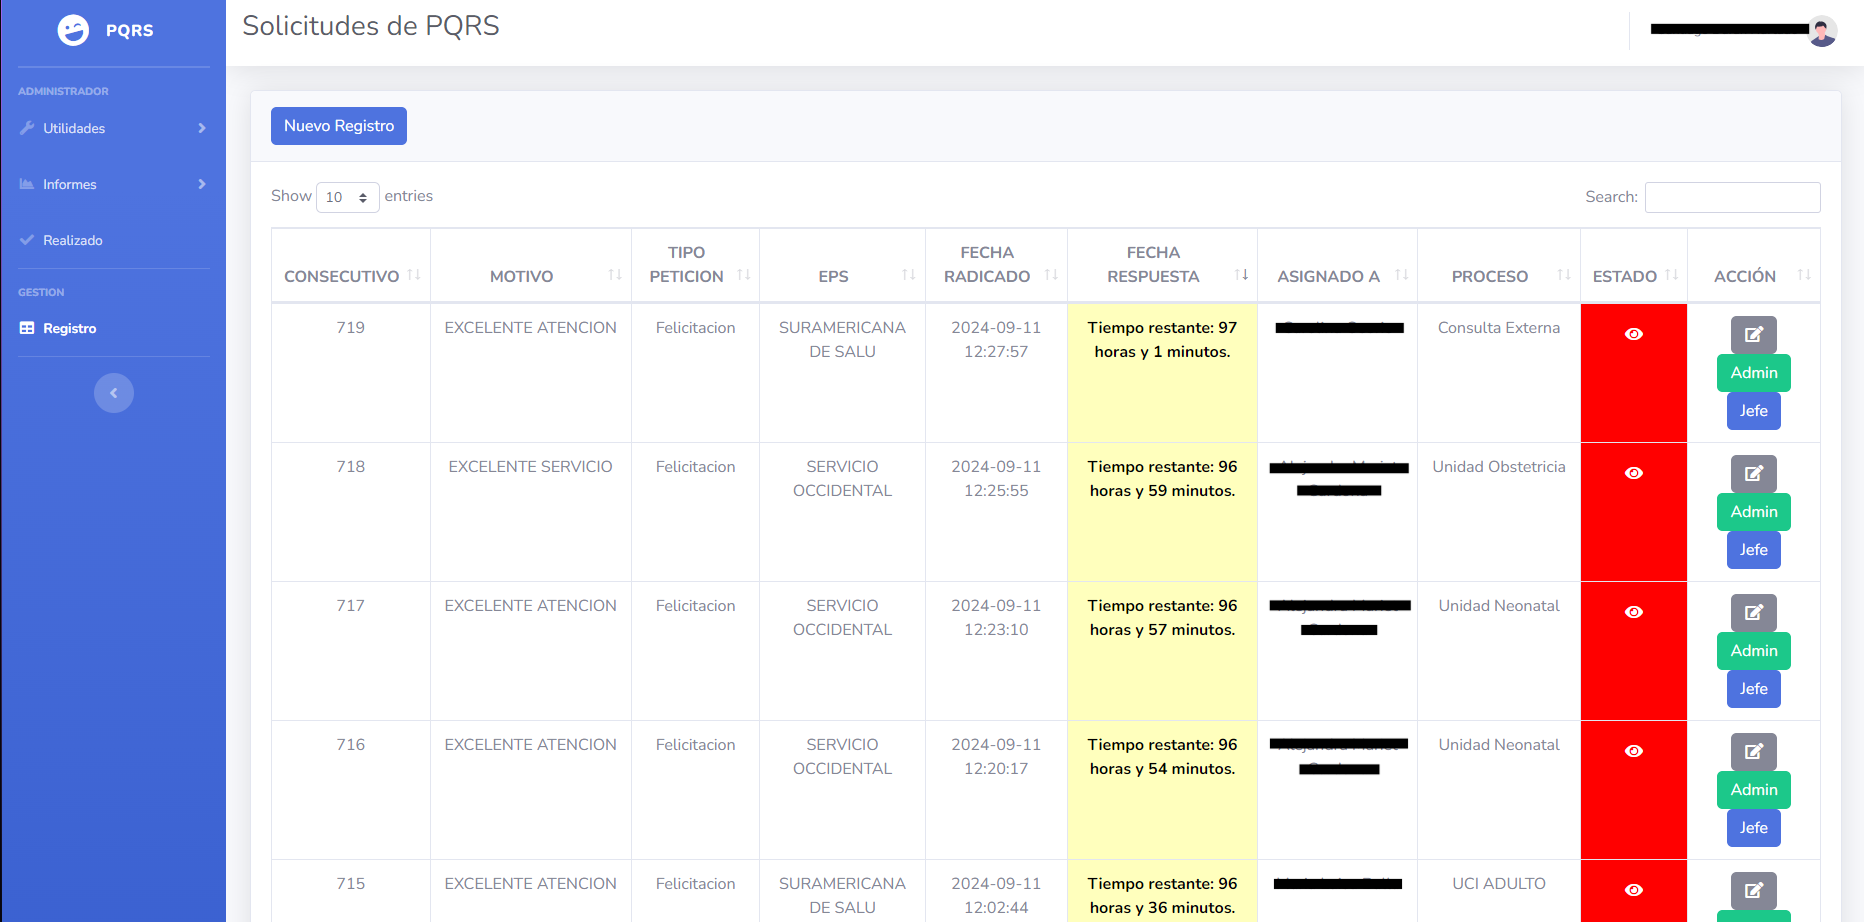 PQRS
Solicitudes de PQRS
ADMINISTRADOR
Utilidades
Informes
Realizado
GESTION
Registro
Nuevo Registro
Show 10 entries
Search:
CONSECUTIVO MOTIVO TIPO PETICION EPS FECHA RADICADO FECHA RESPUESTA ASIGNADO A PROCESO ESTADO ACCIÓN
719 EXCELENTE ATENCION Felicitacion SURAMERICANA 2024-09-11 Tiempo restante: 97 Consulta Externa
DE SALU 12:27:57 horas y 1 minutos.
Admin
Jefe
718 EXCELENTE SERVICIO Felicitacion SERVICIO 2024-09-11 Tiempo restante: 96 Unidad Obstetricia
OCCIDENTAL 12:25:55 horas y 59 minutos.
Admin
Jefe
717 EXCELENTE ATENCION Felicitacion SERVICIO 2024-09-11 Tiempo restante: 96 Unidad Neonatal
OCCIDENTAL 12:23:10 horas y 57 minutos.
Admin
Jefe
716 EXCELENTE ATENCION Felicitacion SERVICIO 2024-09-11 Tiempo restante: 96 Unidad Neonatal
OCCIDENTAL 12:20:17 horas y 54 minutos.
Admin
Jefe
715 EXCELENTE ATENCION Felicitacion SURAMERICANA 2024-09-11 Tiempo restante: 96 UCI ADULTO
DE SALU 12:02:44 horas y 36 minutos.